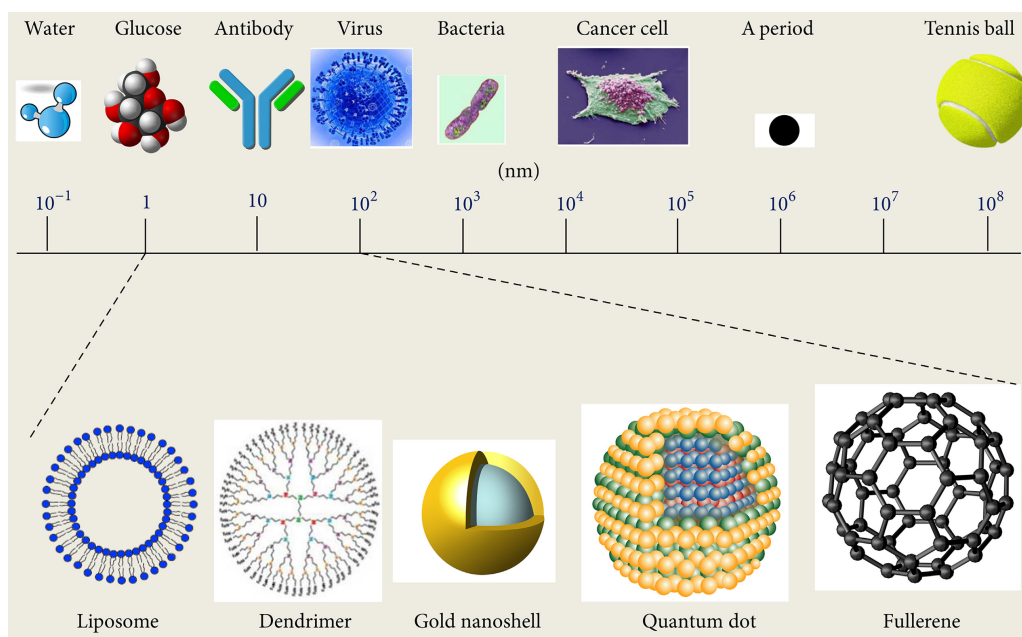 Water Glucose Antibody Virus Bacteria Cancer cell A period Tennis ball
(nm)
10⁻¹ 1 10 10² 10³ 10⁴ 10⁵ 10⁶ 10⁷ 10⁸
Liposome Dendrimer Gold nanoshell Quantum dot Fullerene